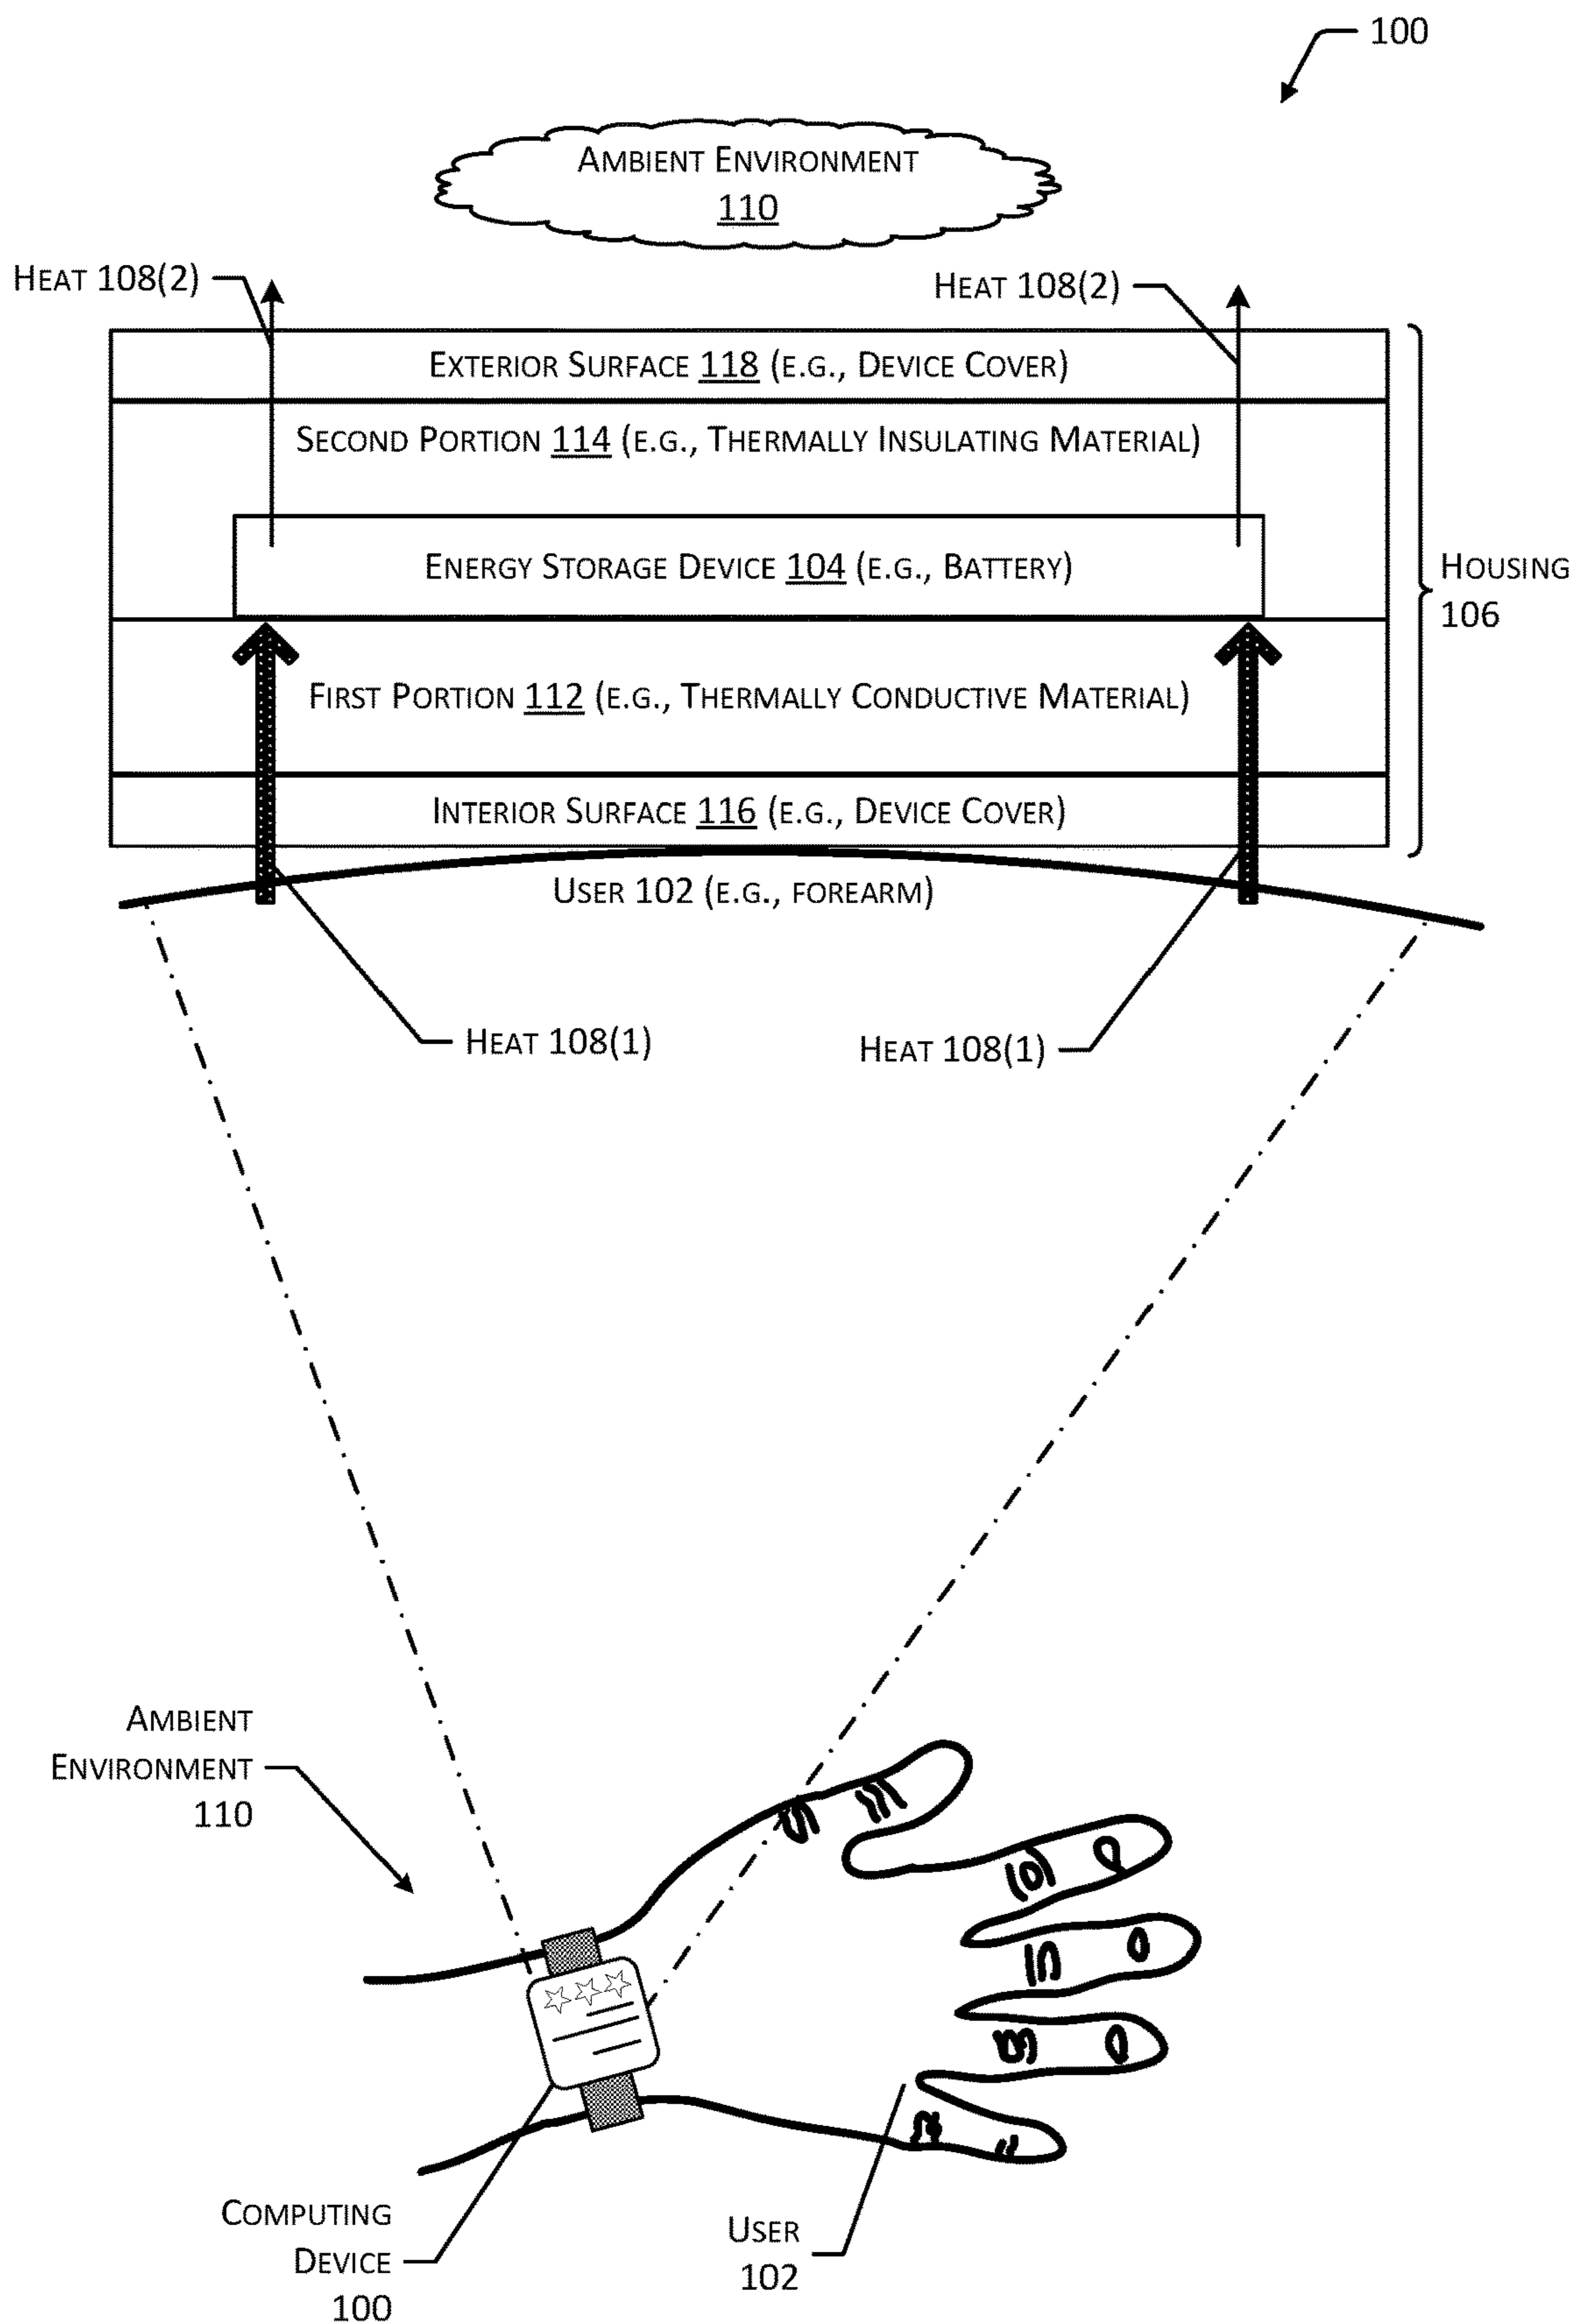 100
AMBIENT ENVIRONMENT
110
HEAT 108(2)
HEAT 108(2)
EXTERIOR SURFACE 118 (E.G., DEVICE COVER)
SECOND PORTION 114 (E.G., THERMALLY INSULATING MATERIAL)
ENERGY STORAGE DEVICE 104 (E.G., BATTERY)
HOUSING
106
FIRST PORTION 112 (E.G., THERMALLY CONDUCTIVE MATERIAL)
INTERIOR SURFACE 116 (E.G., DEVICE COVER)
USER 102 (E.G., FOREARM)
HEAT 108(1)
HEAT 108(1)
AMBIENT
ENVIRONMENT
110
COMPUTING
DEVICE
100
USER
102